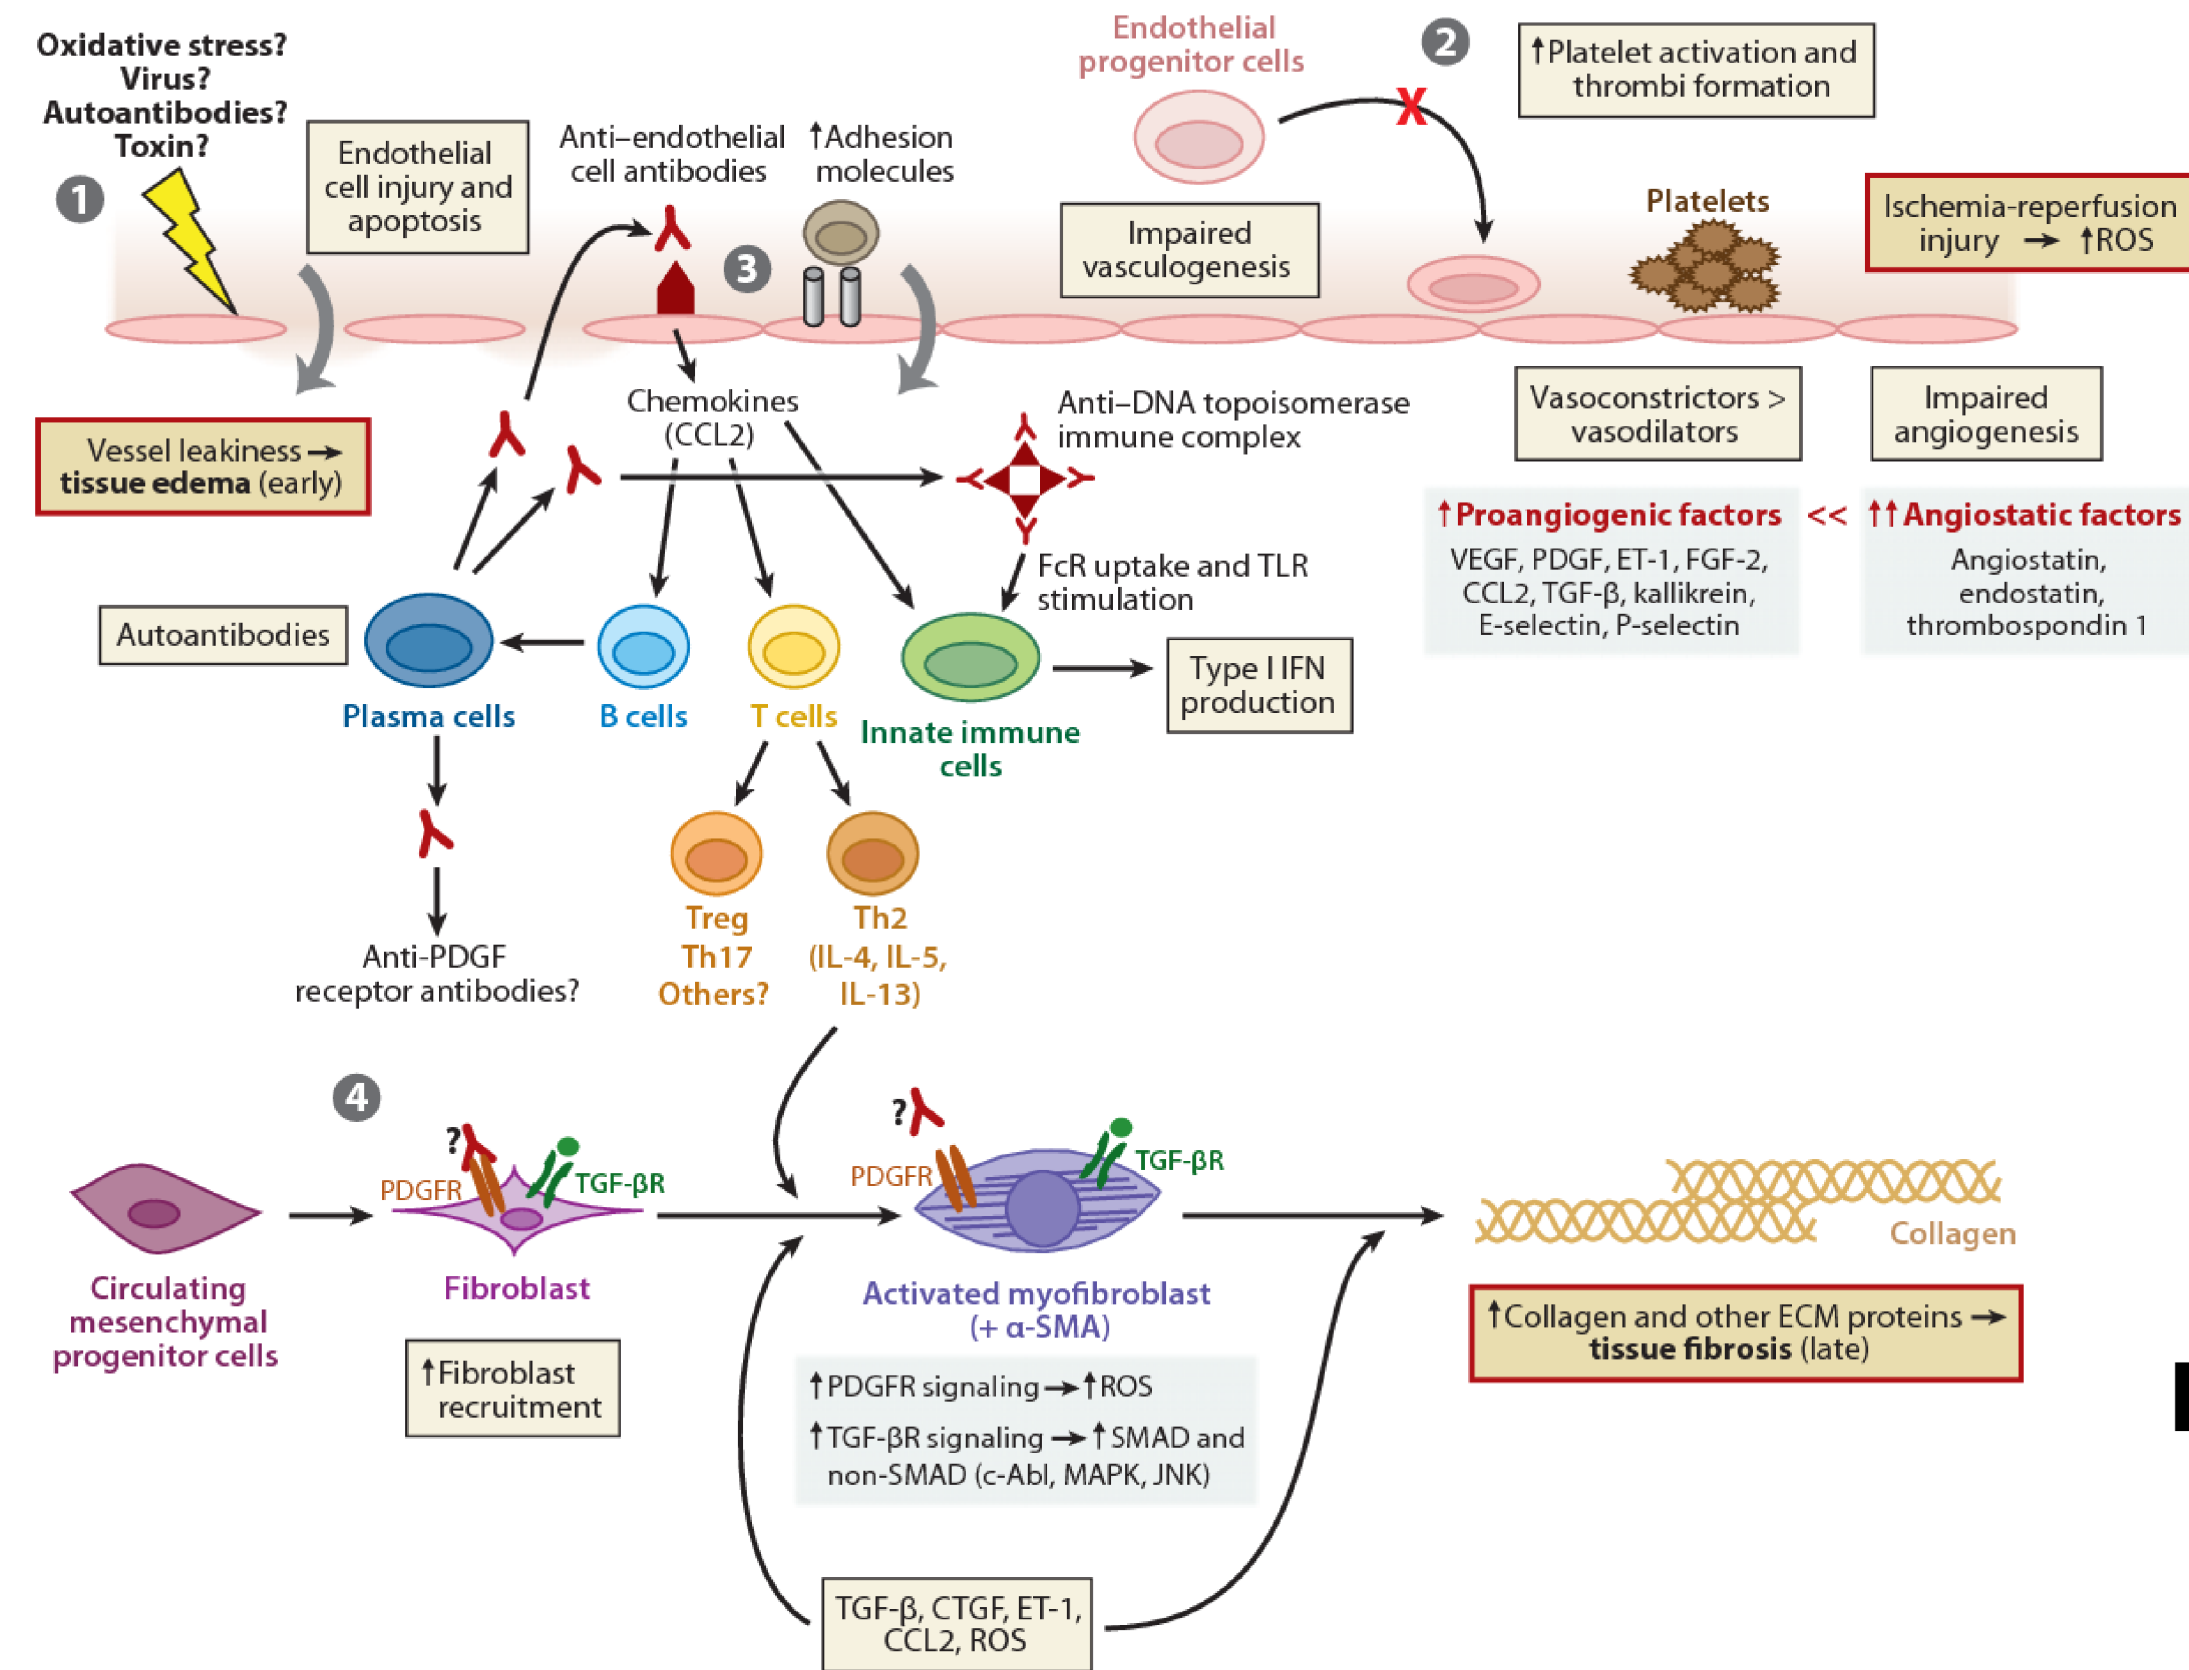 Oxidative stress?
Virus?
Autoantibodies?
Toxin?
1
Endothelial
cell injury and
apoptosis
Anti–endothelial
cell antibodies
↑Adhesion
molecules
3
Endothelial
progenitor cells
2
↑Platelet activation and
thrombi formation
X
Impaired
vasculogenesis
Platelets
Ischemia-reperfusion
injury → ↑ROS
Vessel leakiness →
tissue edema (early)
Chemokines
(CCL2)
Anti–DNA topoisomerase
immune complex
Vasoconstrictors >
vasodilators
Impaired
angiogenesis
↑Proangiogenic factors << ↑↑Angiostatic factors
VEGF, PDGF, ET-1, FGF-2,
CCL2, TGF-β, kallikrein,
E-selectin, P-selectin
Angiostatin,
endostatin,
thrombospondin 1
FcR uptake and TLR
stimulation
Autoantibodies
Plasma cells
B cells
T cells
Innate immune
cells
Type I IFN
production
Treg
Th17
Others?
Th2
(IL-4, IL-5,
IL-13)
Anti-PDGF
receptor antibodies?
4
?
PDGFR
TGF-βR
?
PDGFR
TGF-βR
Circulating
mesenchymal
progenitor cells
Fibroblast
↑Fibroblast
recruitment
Activated myofibroblast
(+ α-SMA)
↑PDGFR signaling→↑ROS
↑TGF-βR signaling→↑SMAD and
non-SMAD (c-Abl, MAPK, JNK)
Collagen
↑Collagen and other ECM proteins →
tissue fibrosis (late)
TGF-β, CTGF, ET-1,
CCL2, ROS